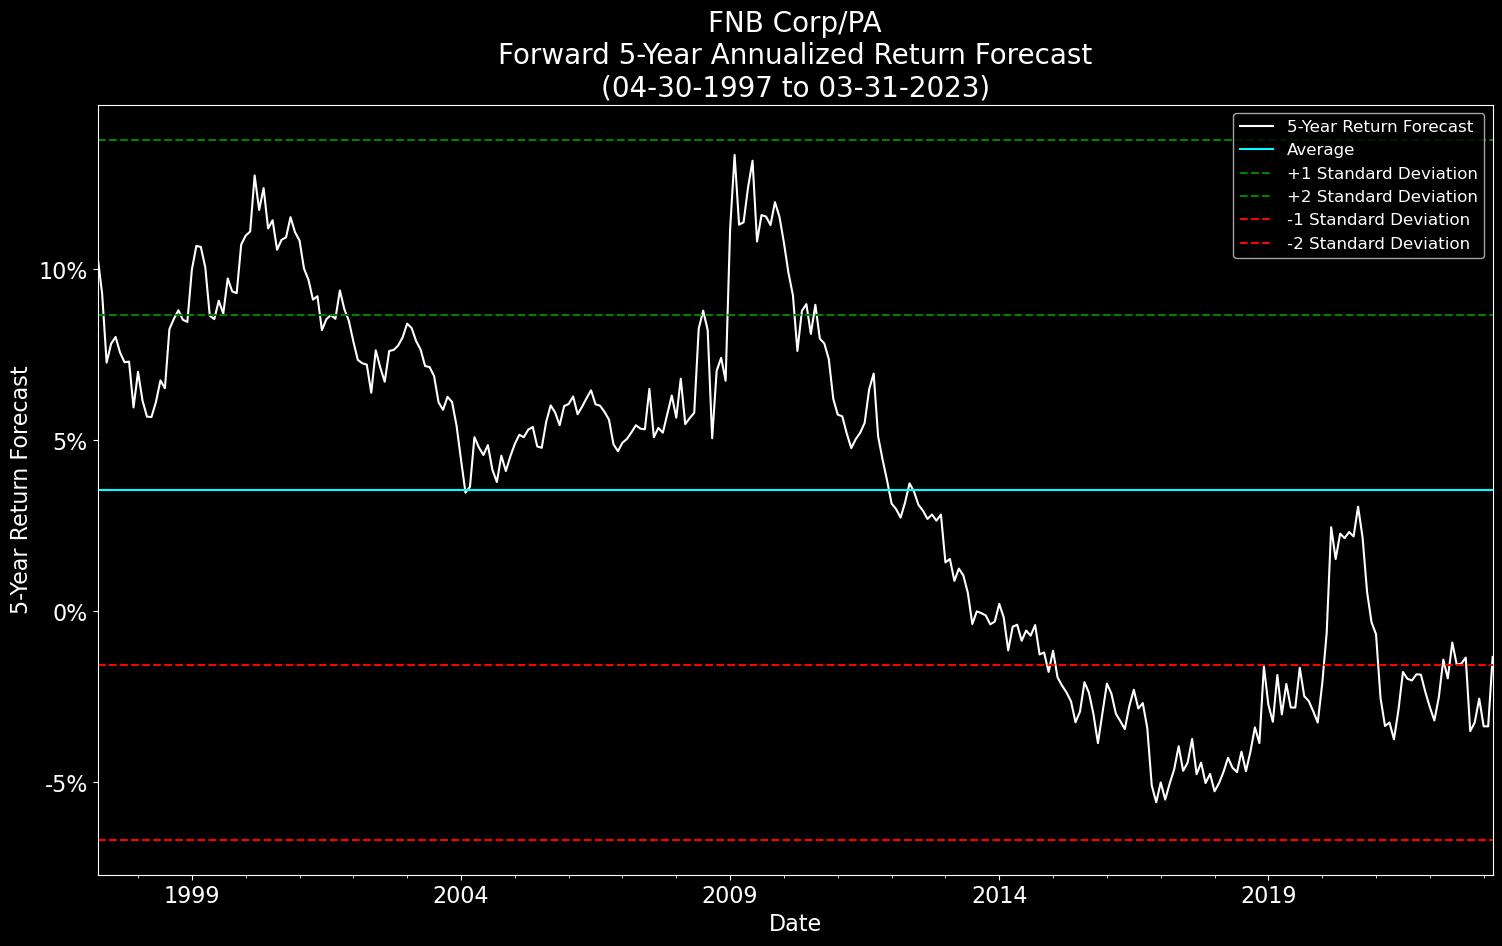 FNB Corp/PA
Forward 5-Year Annualized Return Forecast
(04-30-1997 to 03-31-2023)
5-Year Return Forecast
Average
+1 Standard Deviation
+2 Standard Deviation
-1 Standard Deviation
-2 Standard Deviation
5-Year Return Forecast
10%
5%
0%
-5%
1999 2004 2009 2014 2019
Date